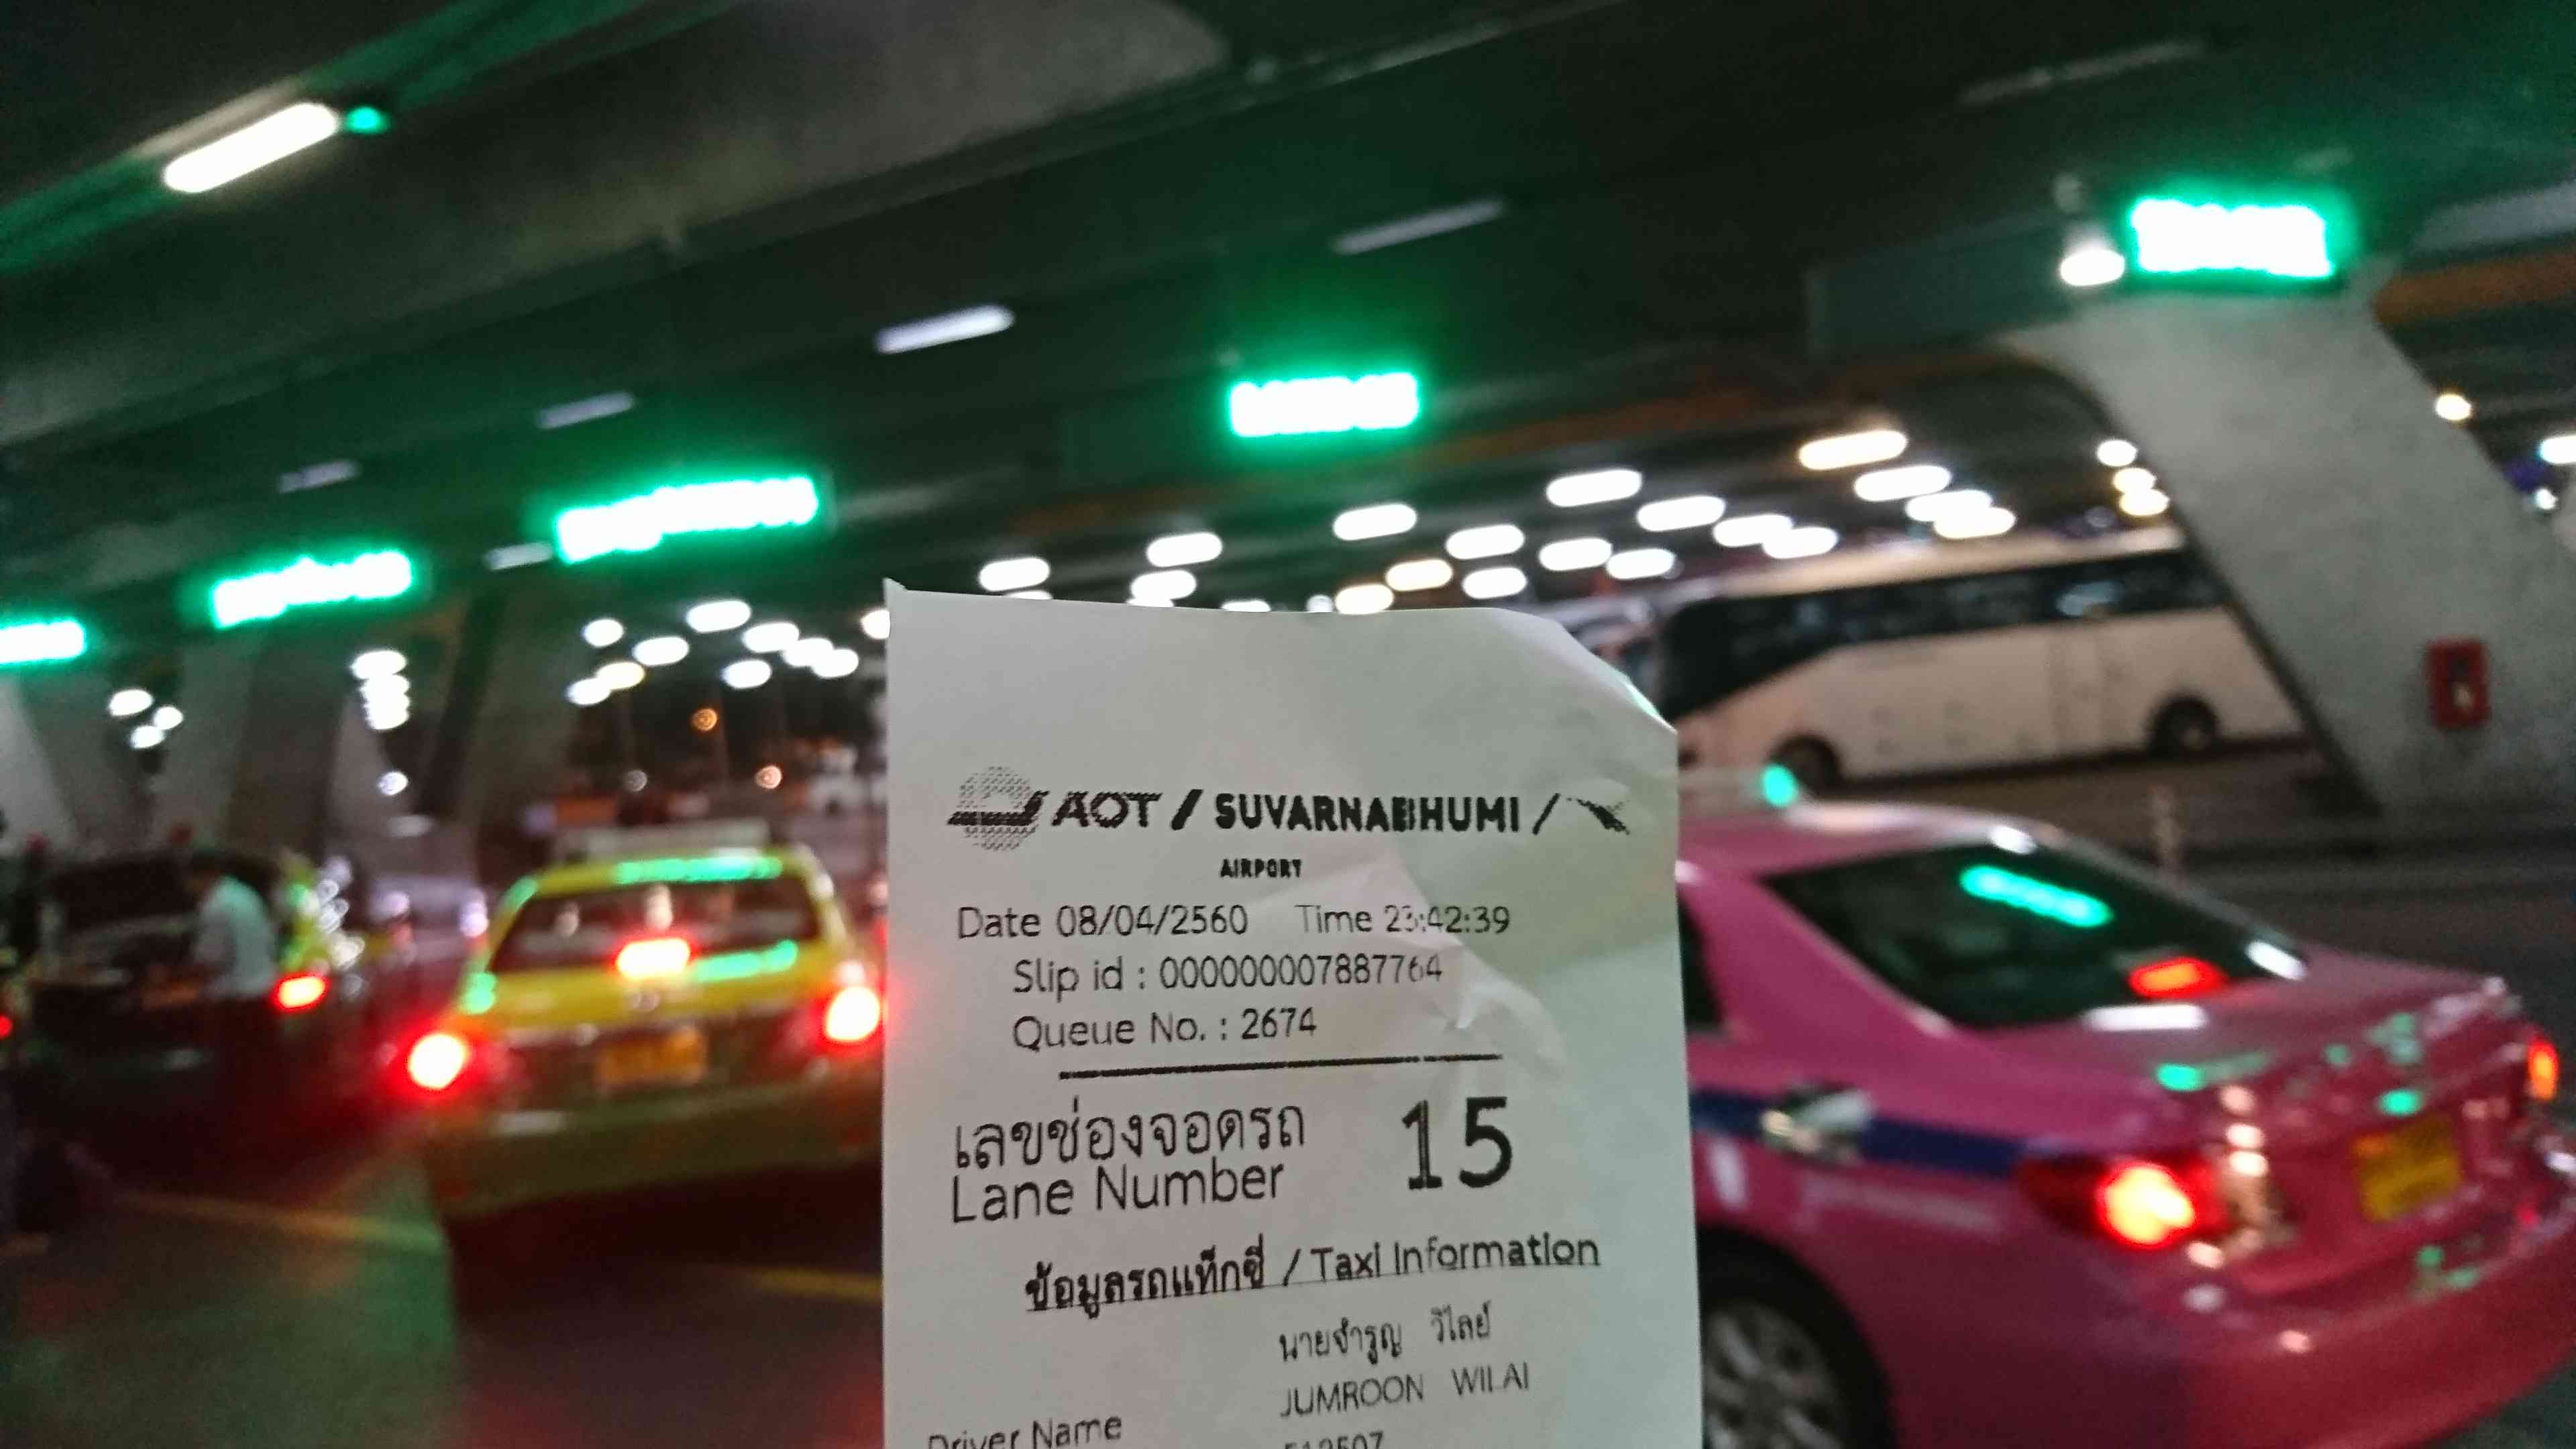 AOT / SUVARNABHUMI /
AIRPORT
Date 08/04/2560 Time 23:42:39
Slip id : 000000007887764
Queue No. : 2674
เลขช่องจอดรถ 15
Lane Number
ข้อมูลรถแท็กซี่ / Taxi Information
นายจำรูญ วิไลย์
JUMROON WILAI
Driver Name